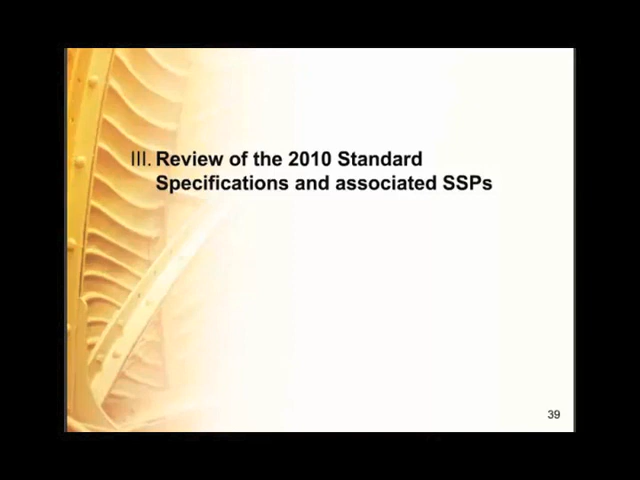 III. Review of the 2010 Standard
Specifications and associated SSPs
39